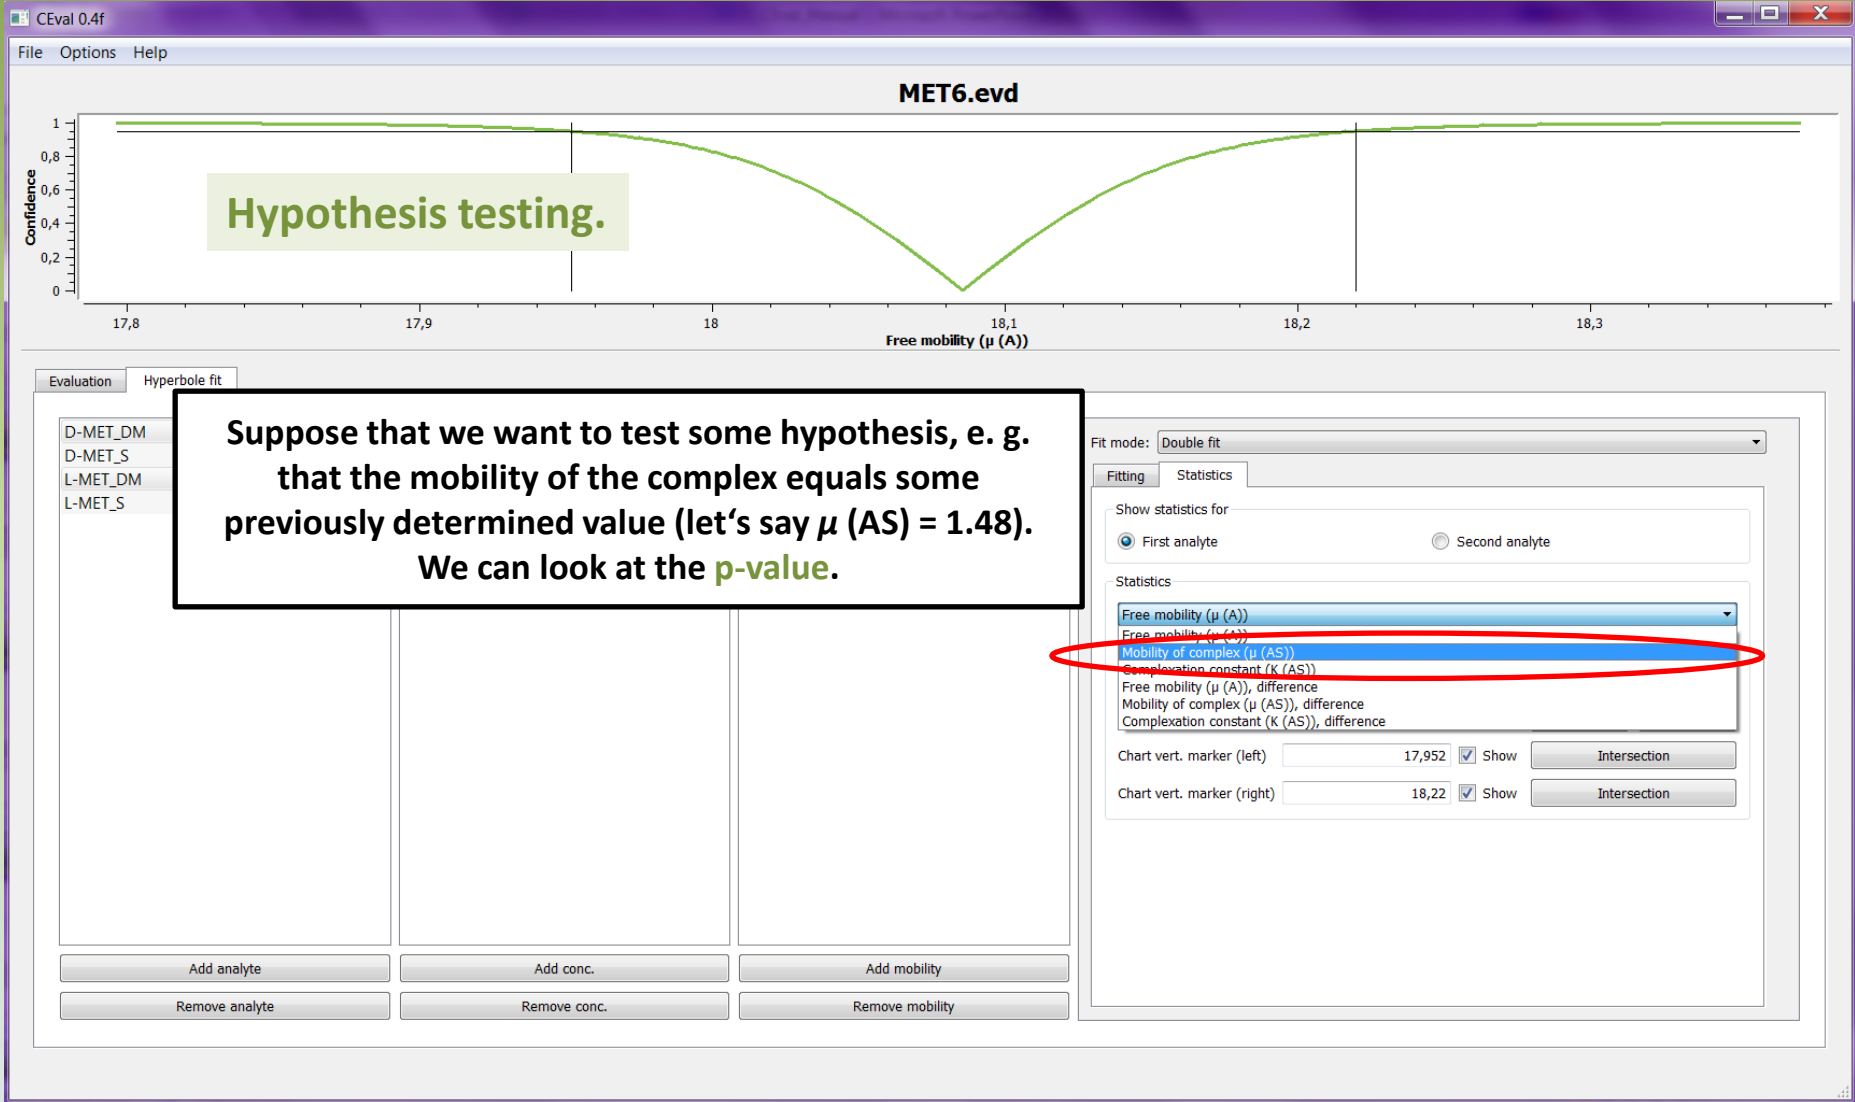 CEval 0.4f
File Options Help
MET6.evd
Confidence
1
0,8
0,6
0,4
0,2
0
Hypothesis testing.
17,8 17,9 18 18,1 18,2 18,3
Free mobility (μ (A))
Evaluation Hyperbole fit
D-MET_DM
D-MET_S
L-MET_DM
L-MET_S
Suppose that we want to test some hypothesis, e. g.
that the mobility of the complex equals some
previously determined value (let‘s say μ (AS) = 1.48).
We can look at the p-value.
Fit mode: Double fit
Fitting Statistics
Show statistics for
First analyte Second analyte
Statistics
Free mobility (μ (A))
Free mobility (μ (A))
Mobility of complex (μ (AS))
Complexation constant (K (AS))
Free mobility (μ (A)), difference
Mobility of complex (μ (AS)), difference
Complexation constant (K (AS)), difference
Chart vert. marker (left) 17,952 Show Intersection
Chart vert. marker (right) 18,22 Show Intersection
Add analyte Add conc. Add mobility
Remove analyte Remove conc. Remove mobility